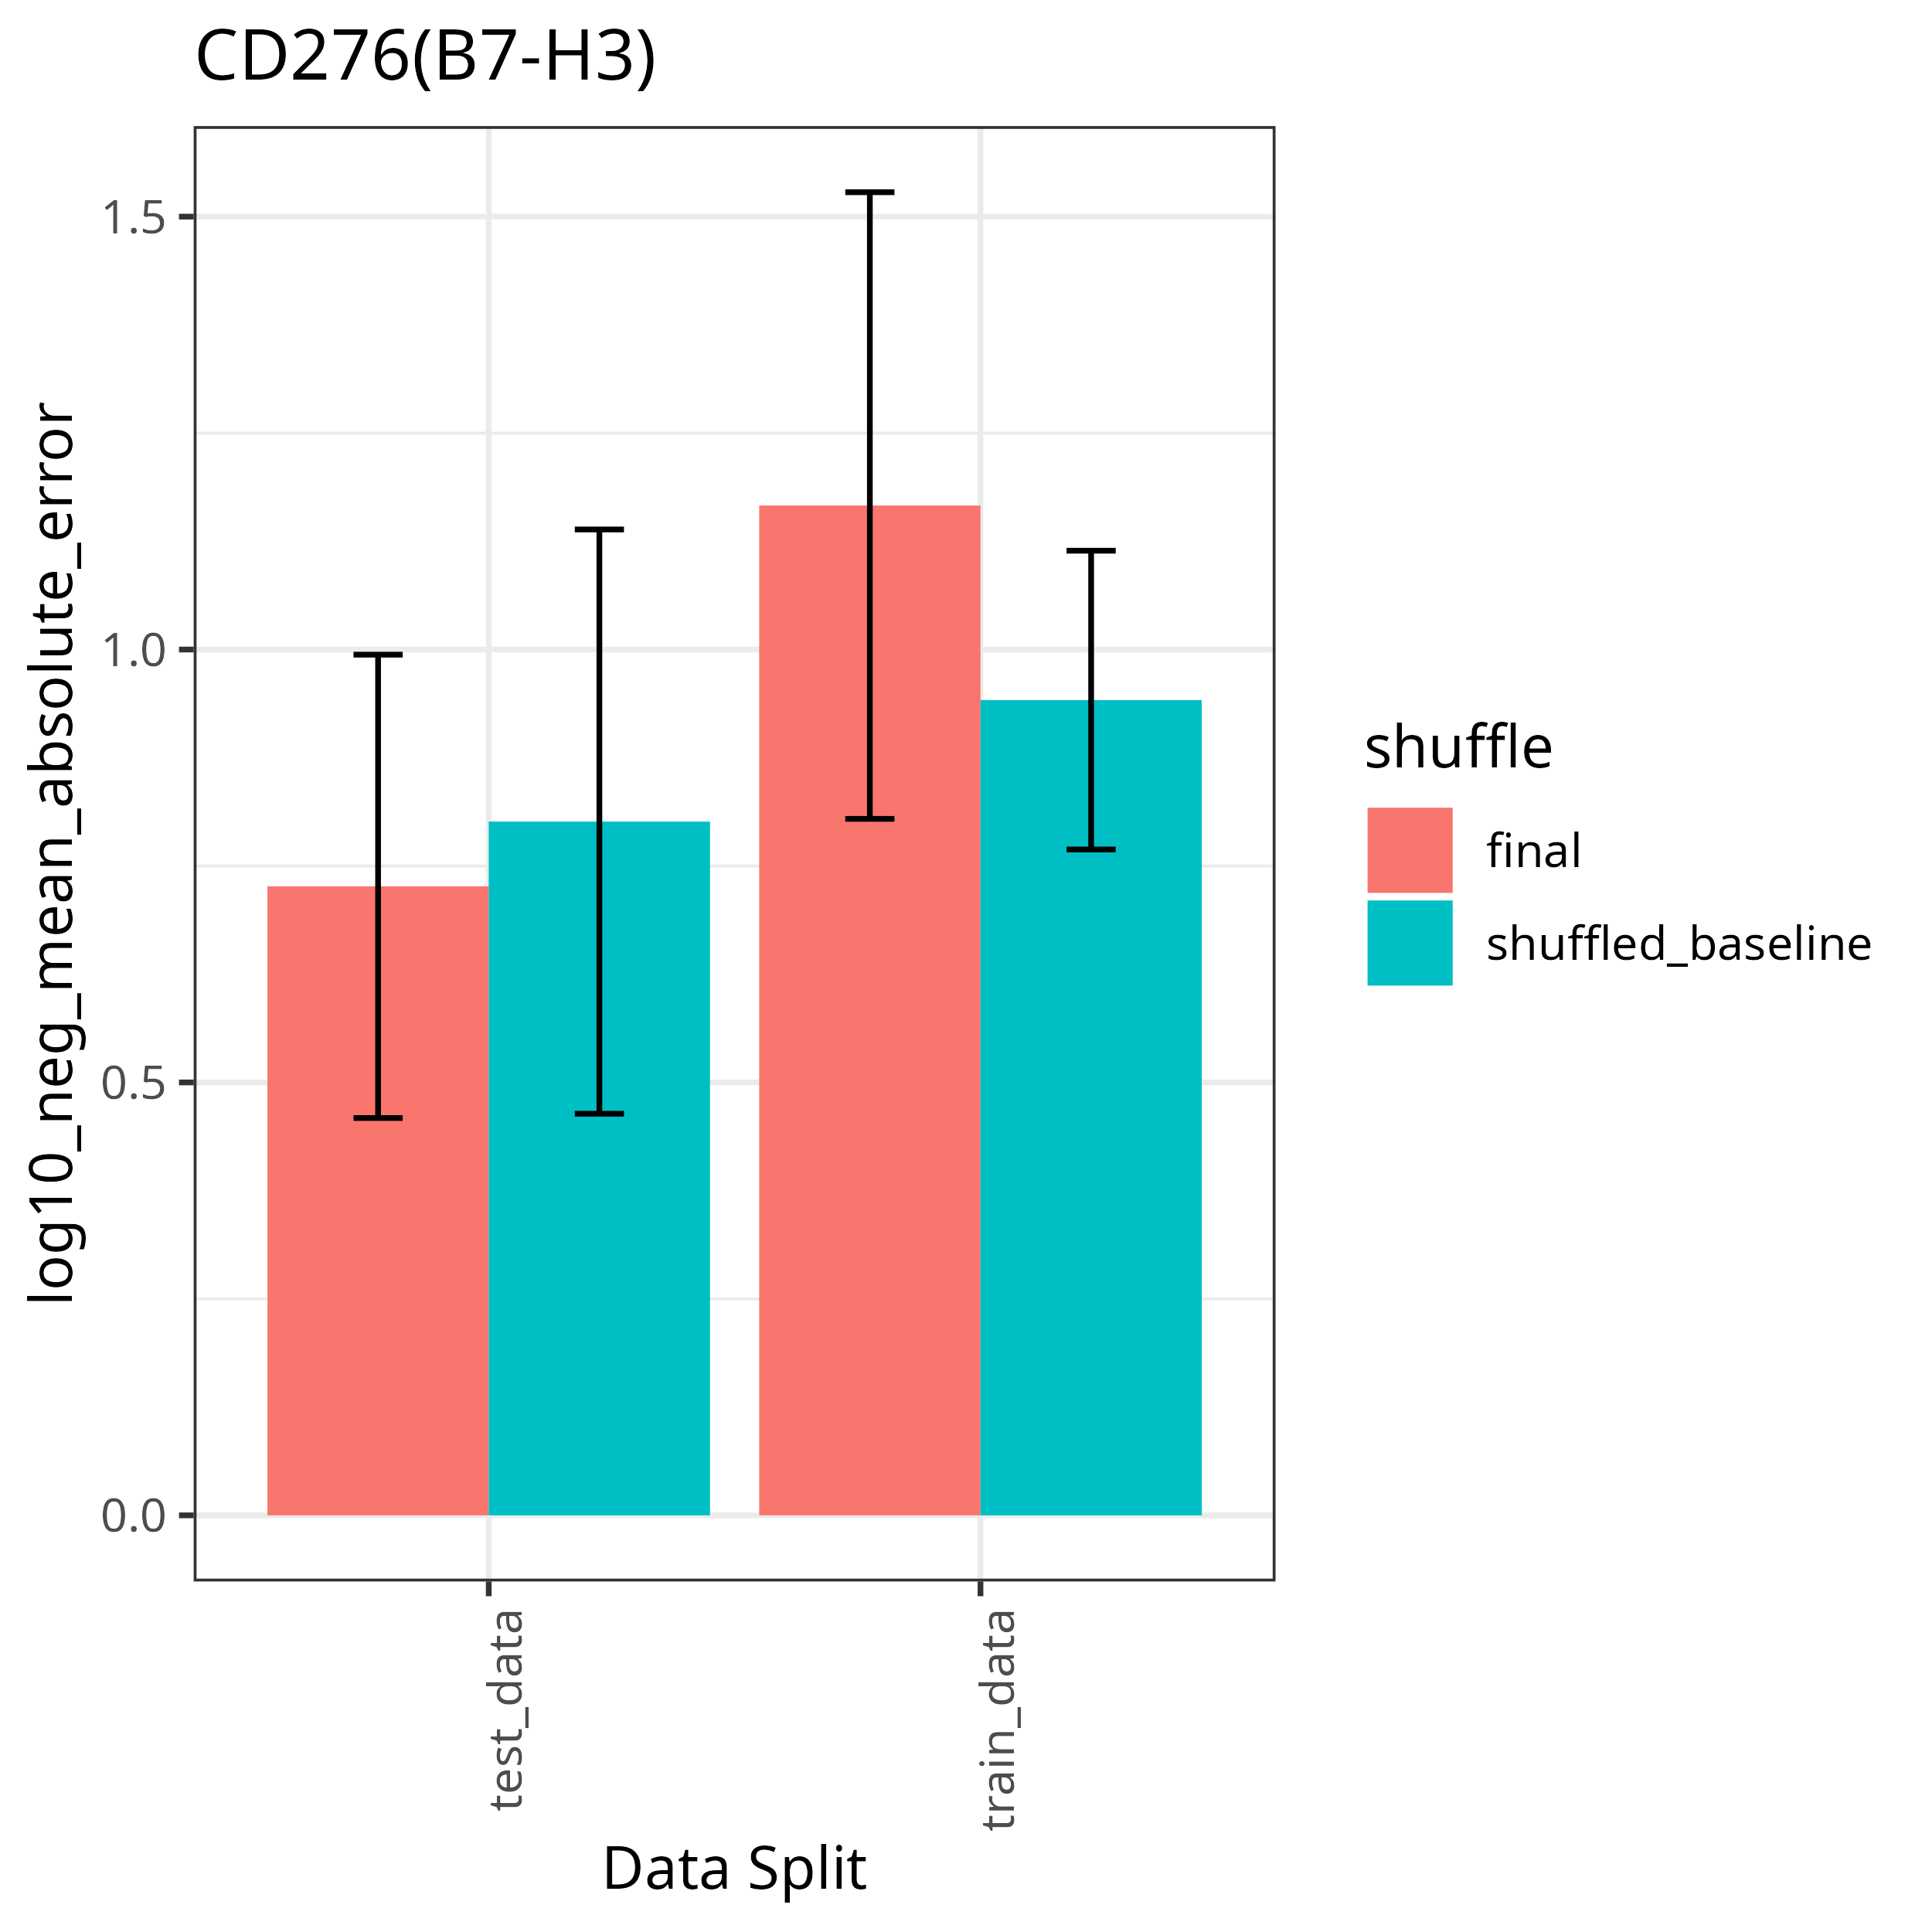 CD276(B7-H3)
log10_neg_mean_absolute_error
1.5
1.0
0.5
0.0
test_data
train_data
Data Split
shuffle
final
shuffled_baseline